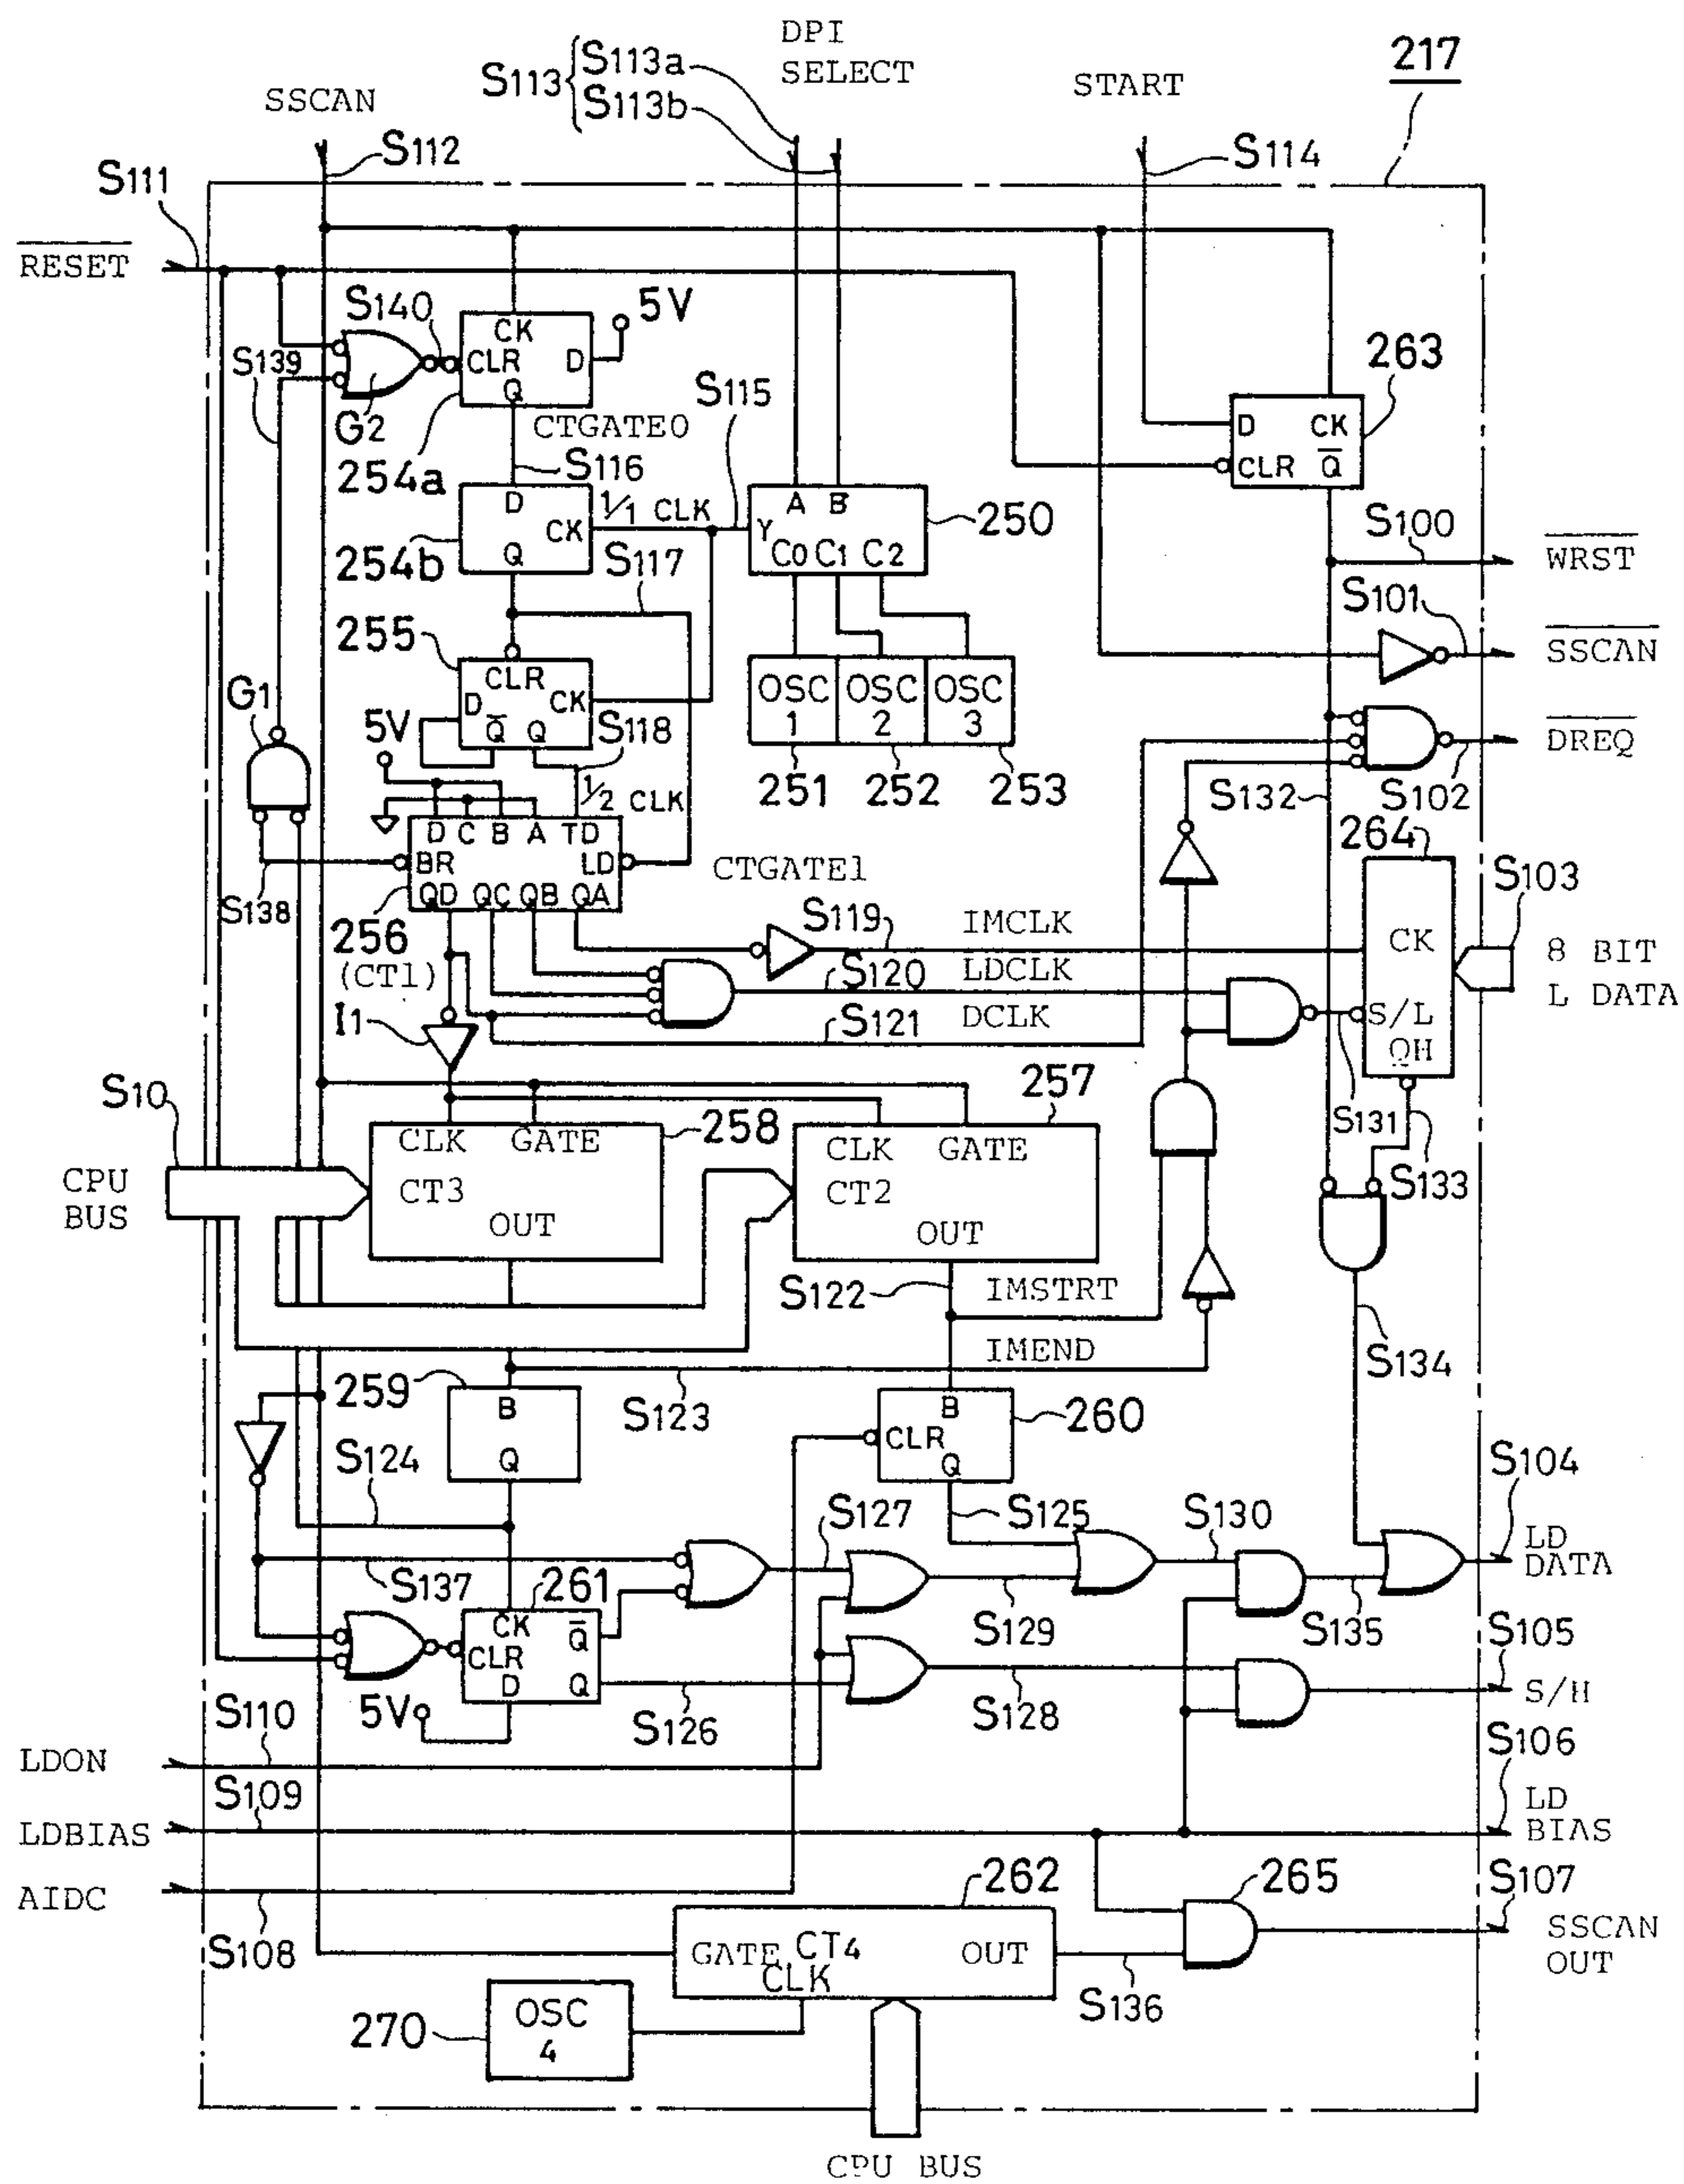 DPI
SELECT
S113
S113a
S113b
START
217
SSCAN
S112
S114
S111
RESET
S140
5V
CK
CLR
D
Q
S139
G2
CTGATE0
S115
263
D
CK
CLR
Q
254a
S116
D
CK
Q
1/1 CLK
A B
Y
C0 C1 C2
250
254b
S117
S100
WRST
S101
SSCAN
255
CLR
D
CK
Q
Q
OSC
1
OSC
2
OSC
3
G1
5V
S118
1/2 CLK
251
252
253
DREQ
S132
S102
264
D C B A TD
BR
LD
QD QC QB QA
CTGATE1
S138
256
(CT1)
S119
IMCLK
S103
CK
8 BIT
L DATA
S120
LDCLK
S121
DCLK
I1
S/L
QH
S10
258
257
S131
S133
CLK
GATE
CT3
OUT
CLK
GATE
CT2
OUT
CPU
BUS
S122
IMSTRT
S134
IMEND
259
B
Q
S123
B
CLR
Q
260
S124
S104
LD
DATA
S127
S125
S130
S137
261
CK
CLR
D
Q
Q
S129
S135
S105
S/H
5V
S126
S128
S110
LDON
S106
LD
BIAS
S109
LDBIAS
AIDC
S108
262
265
S107
SSCAN
OUT
GATE
CT4
CLK
OUT
S136
270
OSC
4
CPU BUS